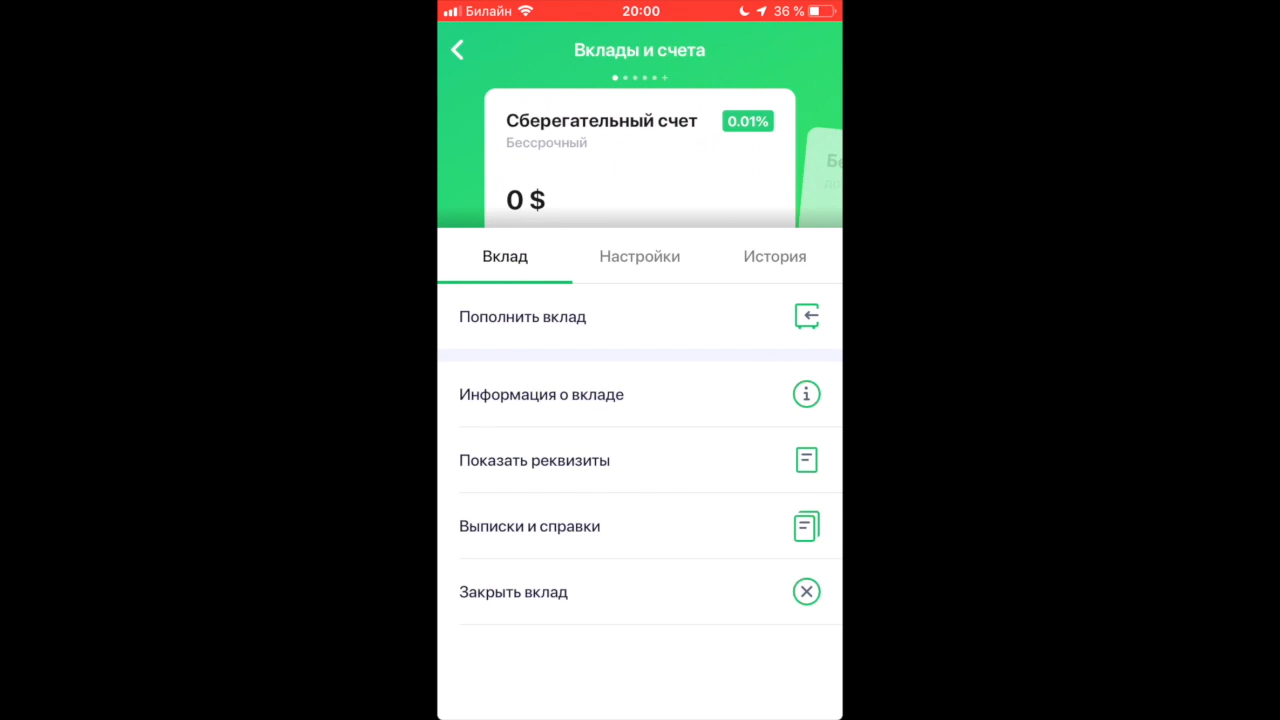 Билайн 20:00 36 %
Вклады и счета
Сберегательный счет 0.01%
Бессрочный
0 $
Вклад Настройки История
Пополнить вклад
Информация о вкладе
Показать реквизиты
Выписки и справки
Закрыть вклад